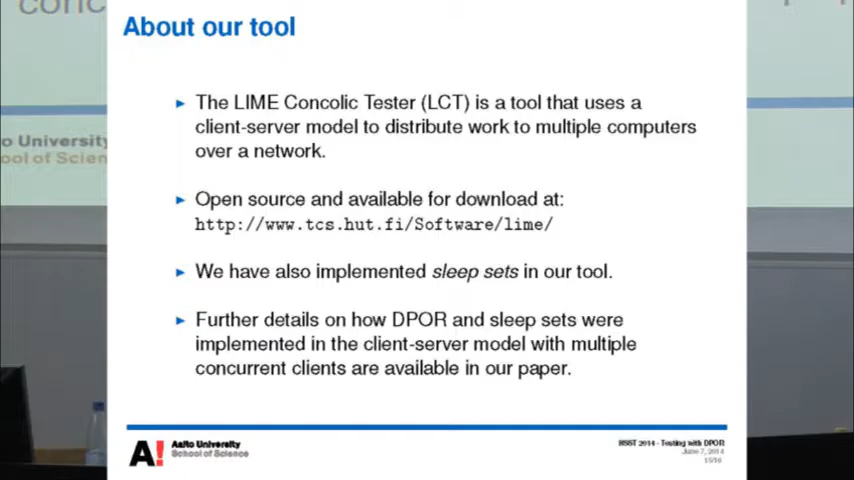 About our tool
The LIME Concolic Tester (LCT) is a tool that uses a
client-server model to distribute work to multiple computers
over a network.
Open source and available for download at:
http://www.tcs.hut.fi/Software/lime/
We have also implemented sleep sets in our tool.
Further details on how DPOR and sleep sets were
implemented in the client-server model with multiple
concurrent clients are available in our paper.
A!
Aalto University
School of Science
2014 - Testing with DPOR
June 7, 2014
University
School of